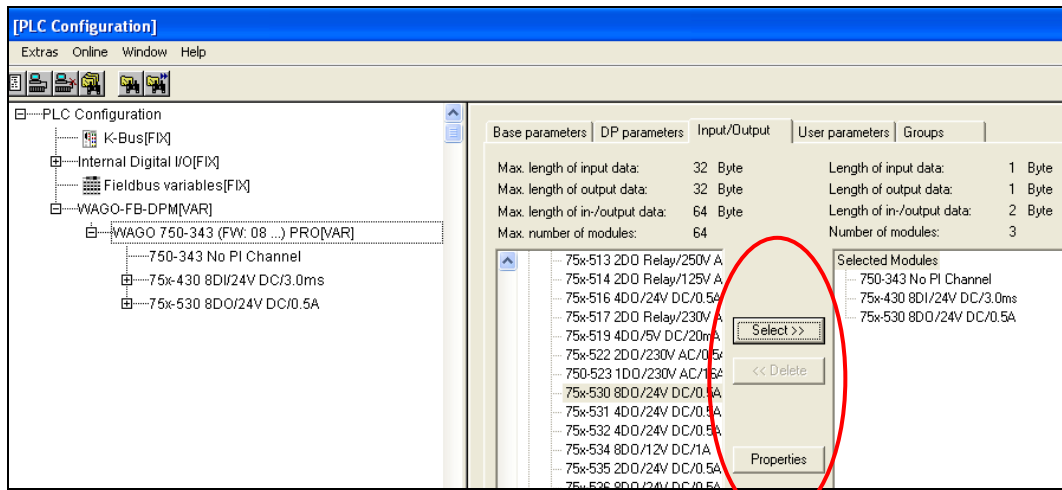 [PLC Configuration]
Extras Online Window Help
PLC Configuration
K-Bus[FIX]
Internal Digital I/O[FIX]
Fieldbus variables[FIX]
WAGO-FB-DPM[VAR]
WAGO 750-343 (FW: 08 ...) PRO[VAR]
750-343 No PI Channel
75x-430 8DI/24V DC/3.0ms
75x-530 8DO/24V DC/0.5A
Base parameters DP parameters Input/Output User parameters Groups
Max. length of input data: 32 Byte
Max. length of output data: 32 Byte
Max. length of in-/output data: 64 Byte
Max. number of modules: 64
Length of input data: 1 Byte
Length of output data: 1 Byte
Length of in-/output data: 2 Byte
Number of modules: 3
75x-513 2DO Relay/250V A
75x-514 2DO Relay/125V A
75x-516 4DO/24V DC/0.5A
75x-517 2DO Relay/230V A
75x-519 4DO/5V DC/20mA
75x-522 2DO/230V AC/0.5A
750-523 1DO/230V AC/16A
75x-530 8DO/24V DC/0.5A
75x-531 4DO/24V DC/0.5A
75x-532 4DO/24V DC/0.5A
75x-534 8DO/12V DC/1A
75x-535 2DO/24V DC/0.5A
75x-536 8DO/24V DC/0.5A
Select >>
<< Delete
Properties
Selected Modules
750-343 No PI Channel
75x-430 8DI/24V DC/3.0ms
75x-530 8DO/24V DC/0.5A